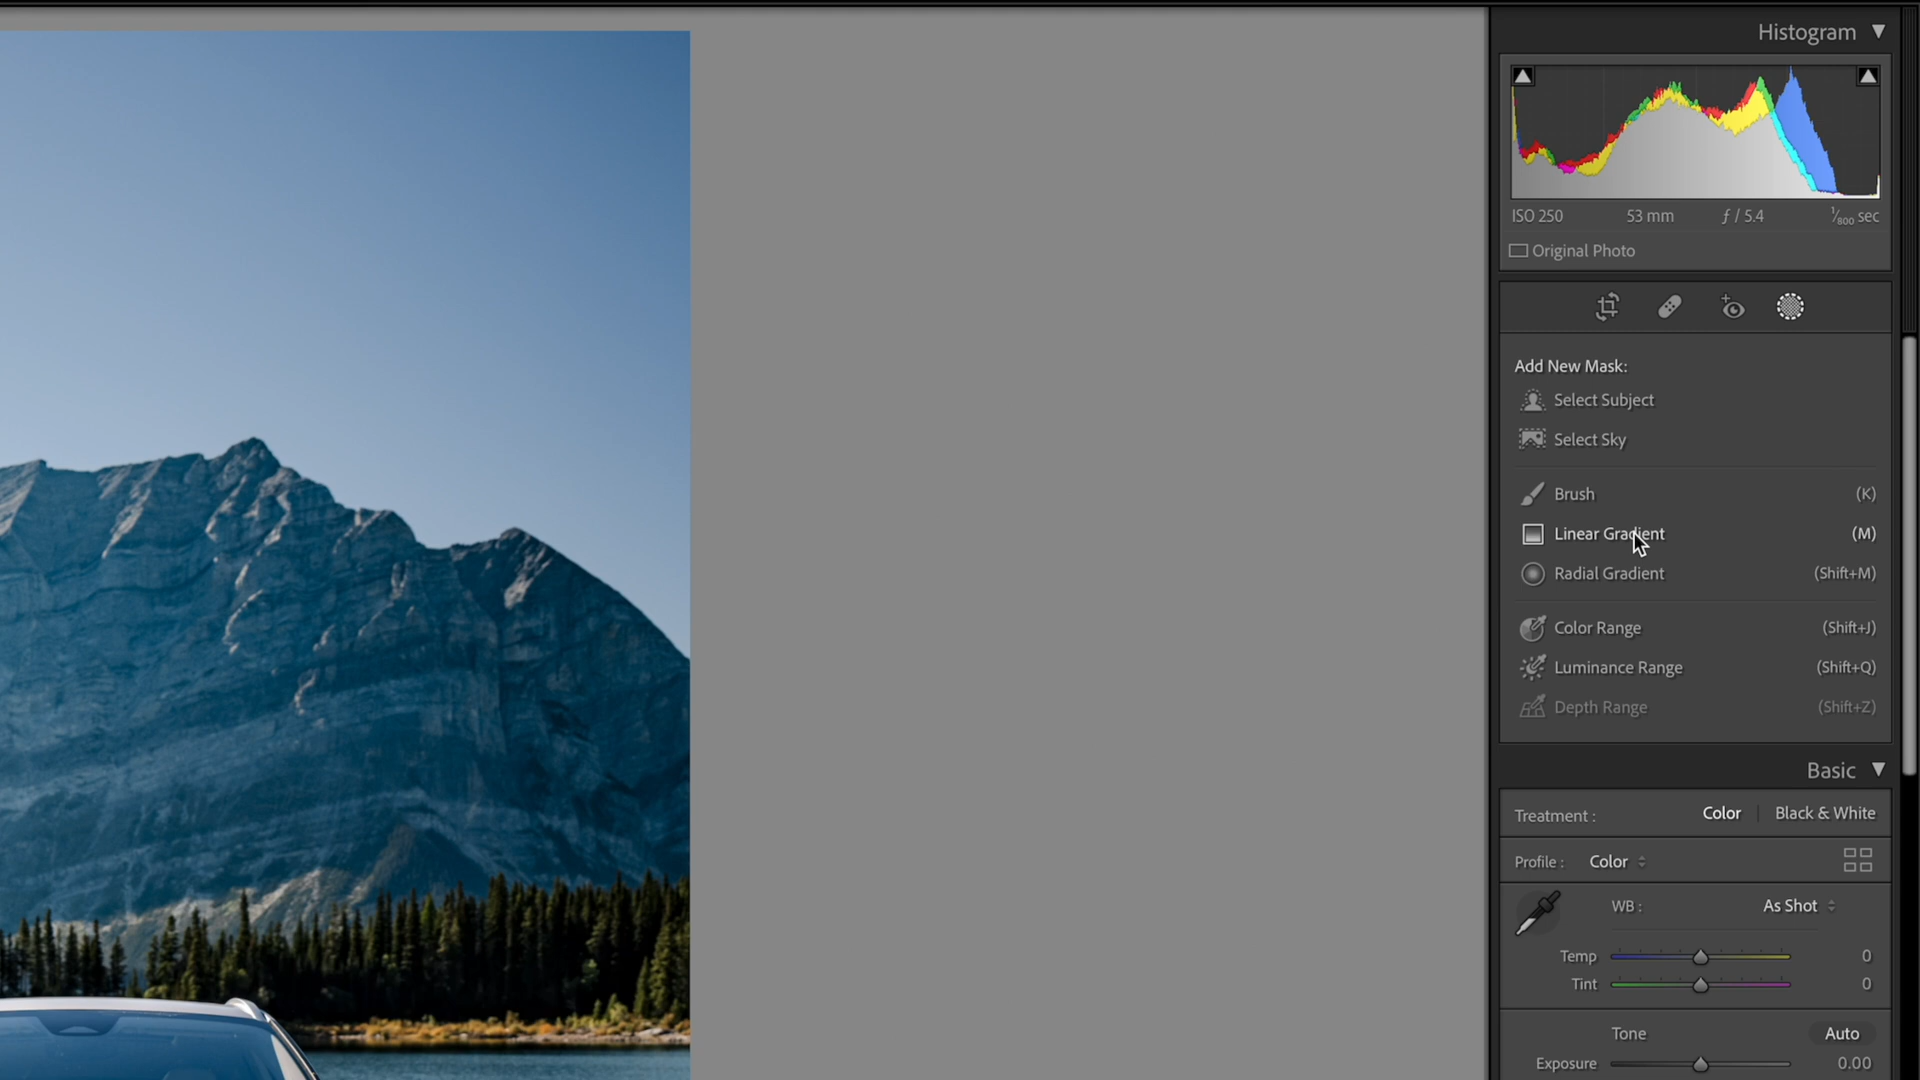 Histogram
ISO 250 53 mm ƒ / 5.4 1/800 sec
Original Photo
Add New Mask:
Select Subject
Select Sky
Brush (K)
Linear Gradient (M)
Radial Gradient (Shift+M)
Color Range (Shift+J)
Luminance Range (Shift+Q)
Depth Range (Shift+Z)
Basic
Treatment : Color Black & White
Profile : Color
WB : As Shot
Temp 0
Tint 0
Tone Auto
Exposure 0.00